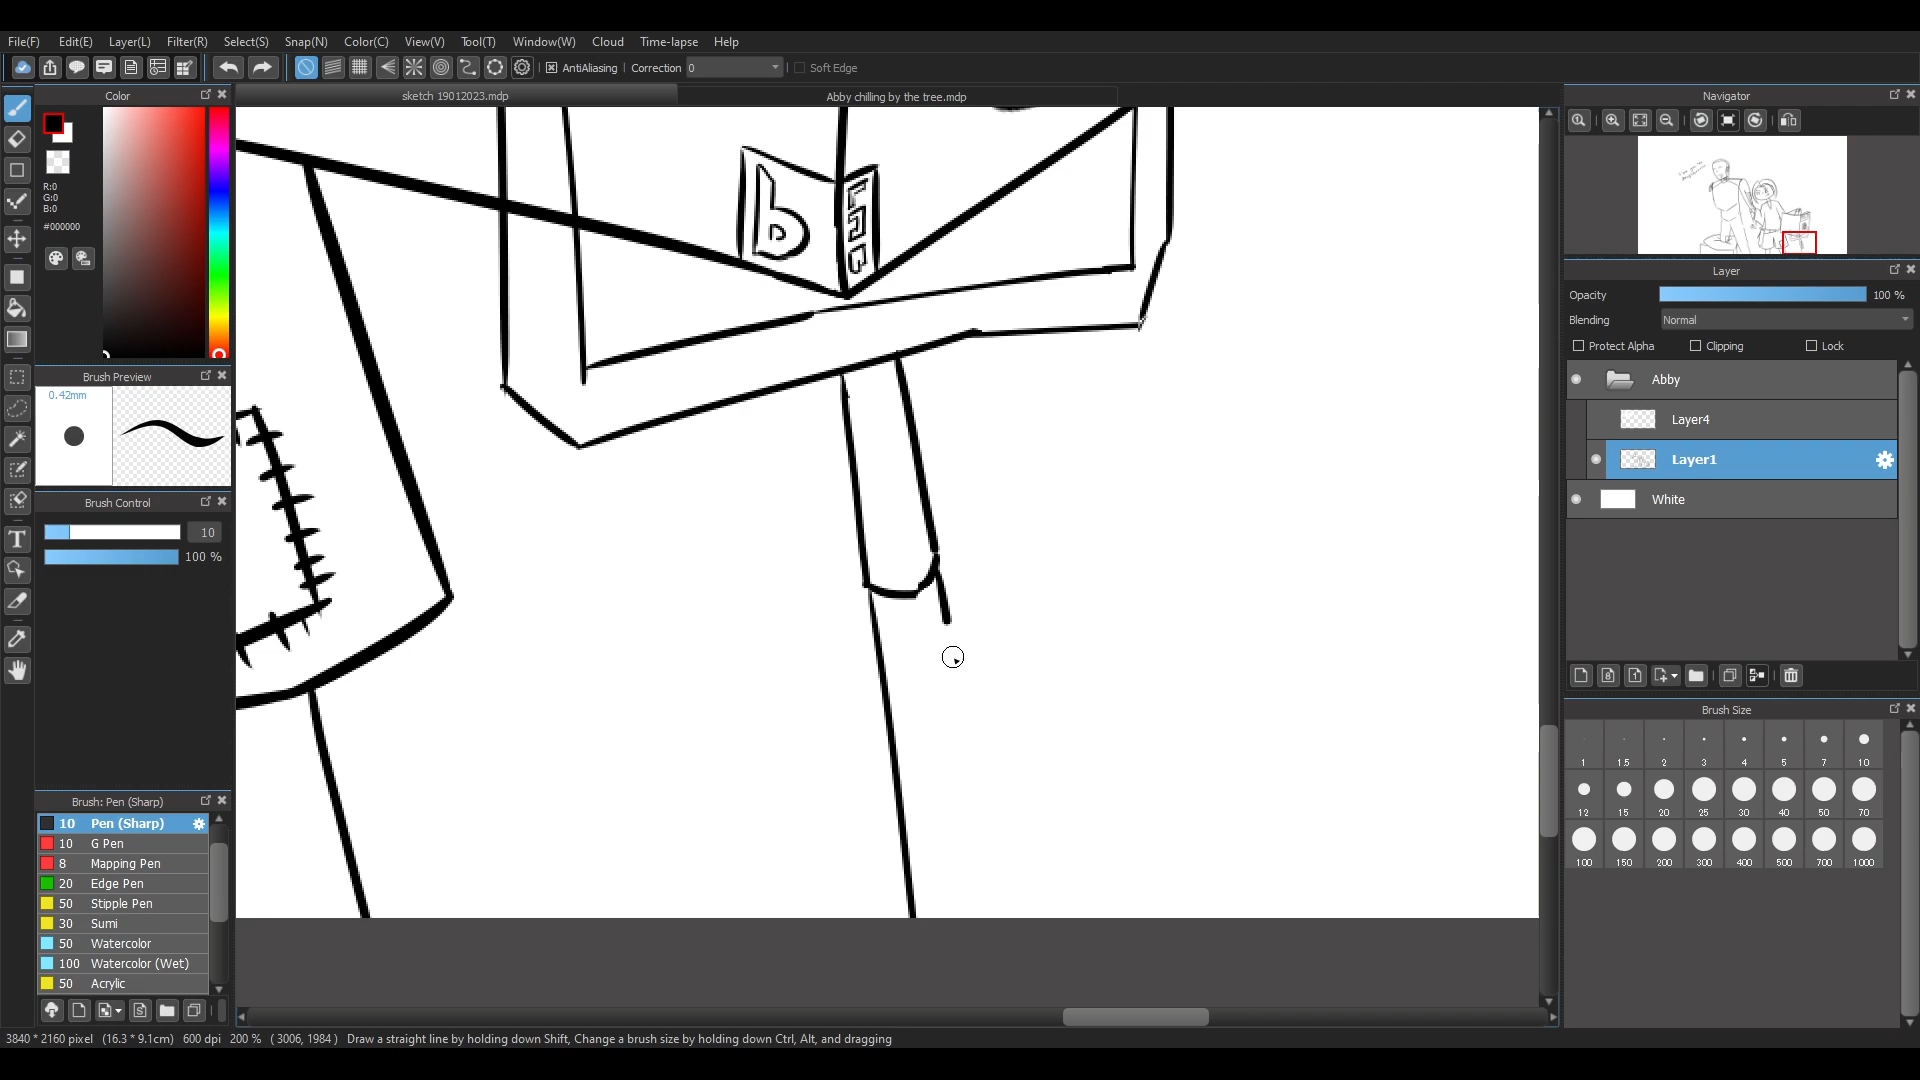 File(F) Edit(E) Layer(L) Filter(R) Select(S) Snap(N) Color(C) View(V) Tool(T) Window(W) Cloud Time-lapse Help
AntiAliasing Correction 0 Soft Edge
Color
R:0
G:0
B:0
#000000
Brush Preview
0.42mm
Brush Control
10
100 %
Brush: Pen (Sharp)
10 Pen (Sharp)
10 G Pen
8 Mapping Pen
20 Edge Pen
50 Stipple Pen
30 Sumi
50 Watercolor
100 Watercolor (Wet)
50 Acrylic
sketch 19012023.mdp
Abby chilling by the tree.mdp
b
Navigator
Layer
Opacity 100 %
Blending Normal
Protect Alpha Clipping Lock
Abby
Layer4
Layer1
White
Brush Size
1 1.5 2 3 4 5 7 10
12 15 20 25 30 40 50 70
100 150 200 300 400 500 700 1000
3840 * 2160 pixel (16.3 * 9.1cm) 600 dpi 200 % ( 3006, 1984 ) Draw a straight line by holding down Shift, Change a brush size by holding down Ctrl, Alt, and dragging